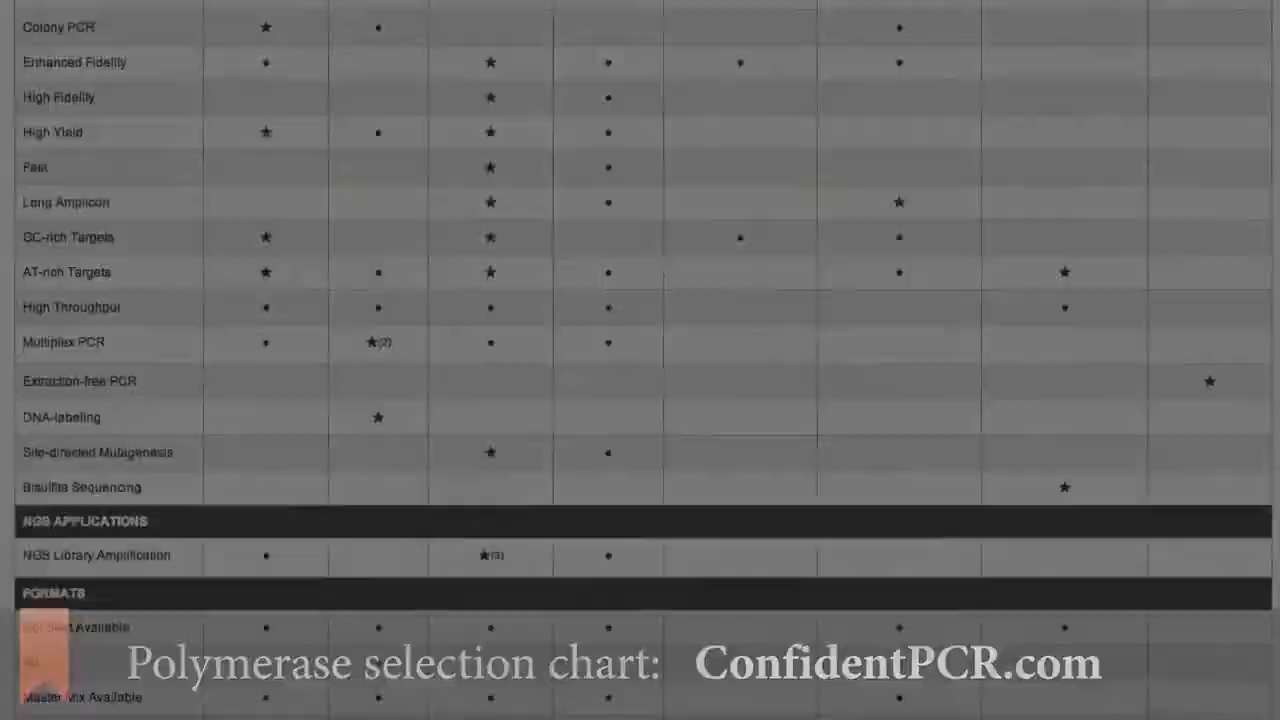 Colony PCR ★ •  •
Enhanced Fidelity • ★ • • •
High Fidelity ★ •
High Yield ★ • ★ •
Fast ★ •
Long Amplicon ★ • ★
GC-rich Targets ★ ★ • •
AT-rich Targets ★ • ★ • • ★
High Throughput • • • • •
Multiplex PCR • ★(2) • •
Extraction-free PCR ★
DNA-labeling ★
Site-directed Mutagenesis ★ •
Bisulfite Sequencing ★
NGS APPLICATIONS
NGS Library Amplification • ★(3) •
FORMATS
Available • • • • • •
Polymerase selection chart: ConfidentPCR.com
Master Mix Available • • • • •